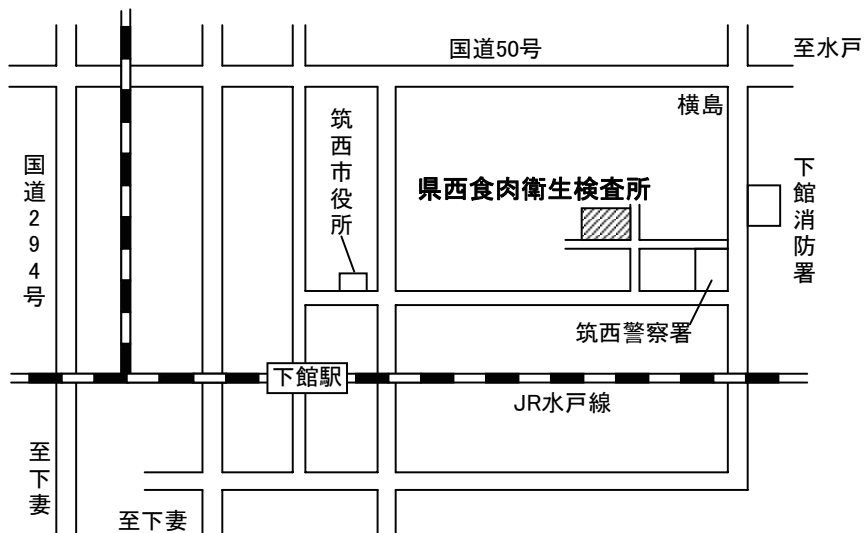 国道50号
至水戸
横島
筑西市役所
国道294号
県西食肉衛生検査所
下館消防署
筑西警察署
下館駅
JR水戸線
至下妻
至下妻